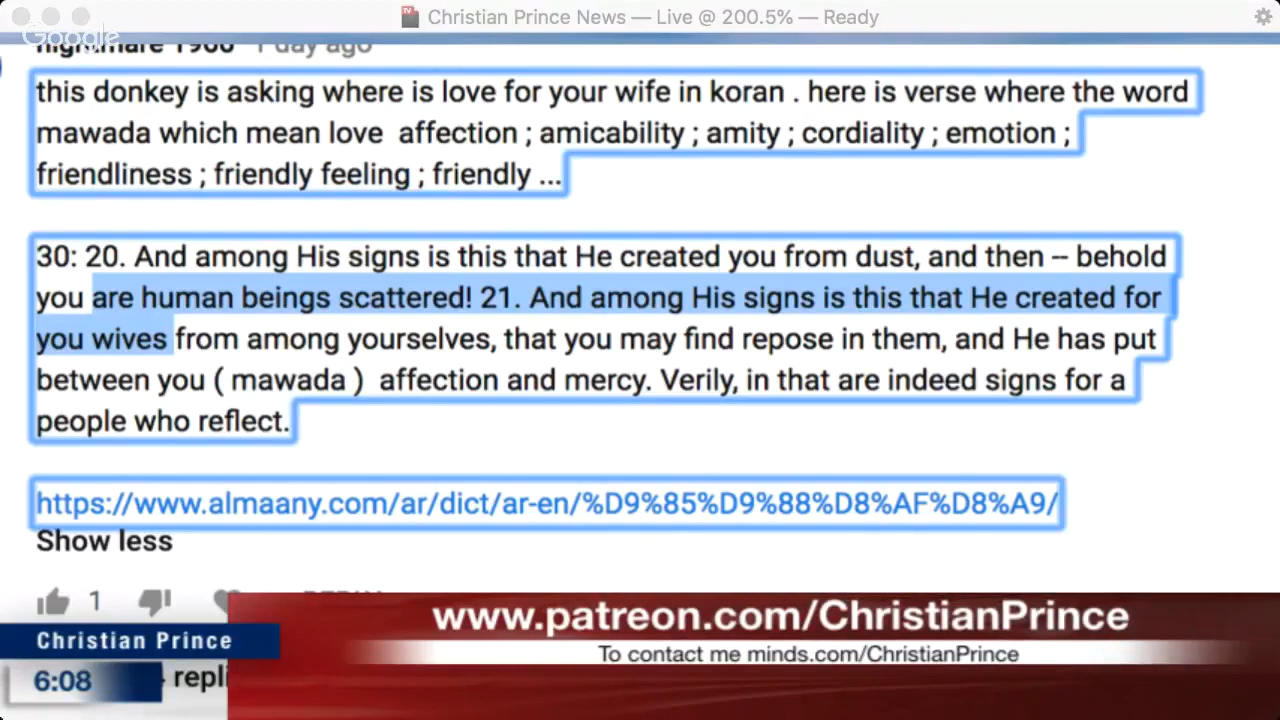 Christian Prince News — Live @ 200.5% — Ready
Google
nightmare 1900 1 day ago
this donkey is asking where is love for your wife in koran . here is verse where the word
mawada which mean love affection ; amicability ; amity ; cordiality ; emotion ;
friendliness ; friendly feeling ; friendly ...
30: 20. And among His signs is this that He created you from dust, and then -- behold
you are human beings scattered! 21. And among His signs is this that He created for
you wives from among yourselves, that you may find repose in them, and He has put
between you ( mawada ) affection and mercy. Verily, in that are indeed signs for a
people who reflect.
https://www.almaany.com/ar/dict/ar-en/%D9%85%D9%88%D8%AF%D8%A9/
Show less
1
www.patreon.com/ChristianPrince
Christian Prince
To contact me minds.com/ChristianPrince
6:08
repli